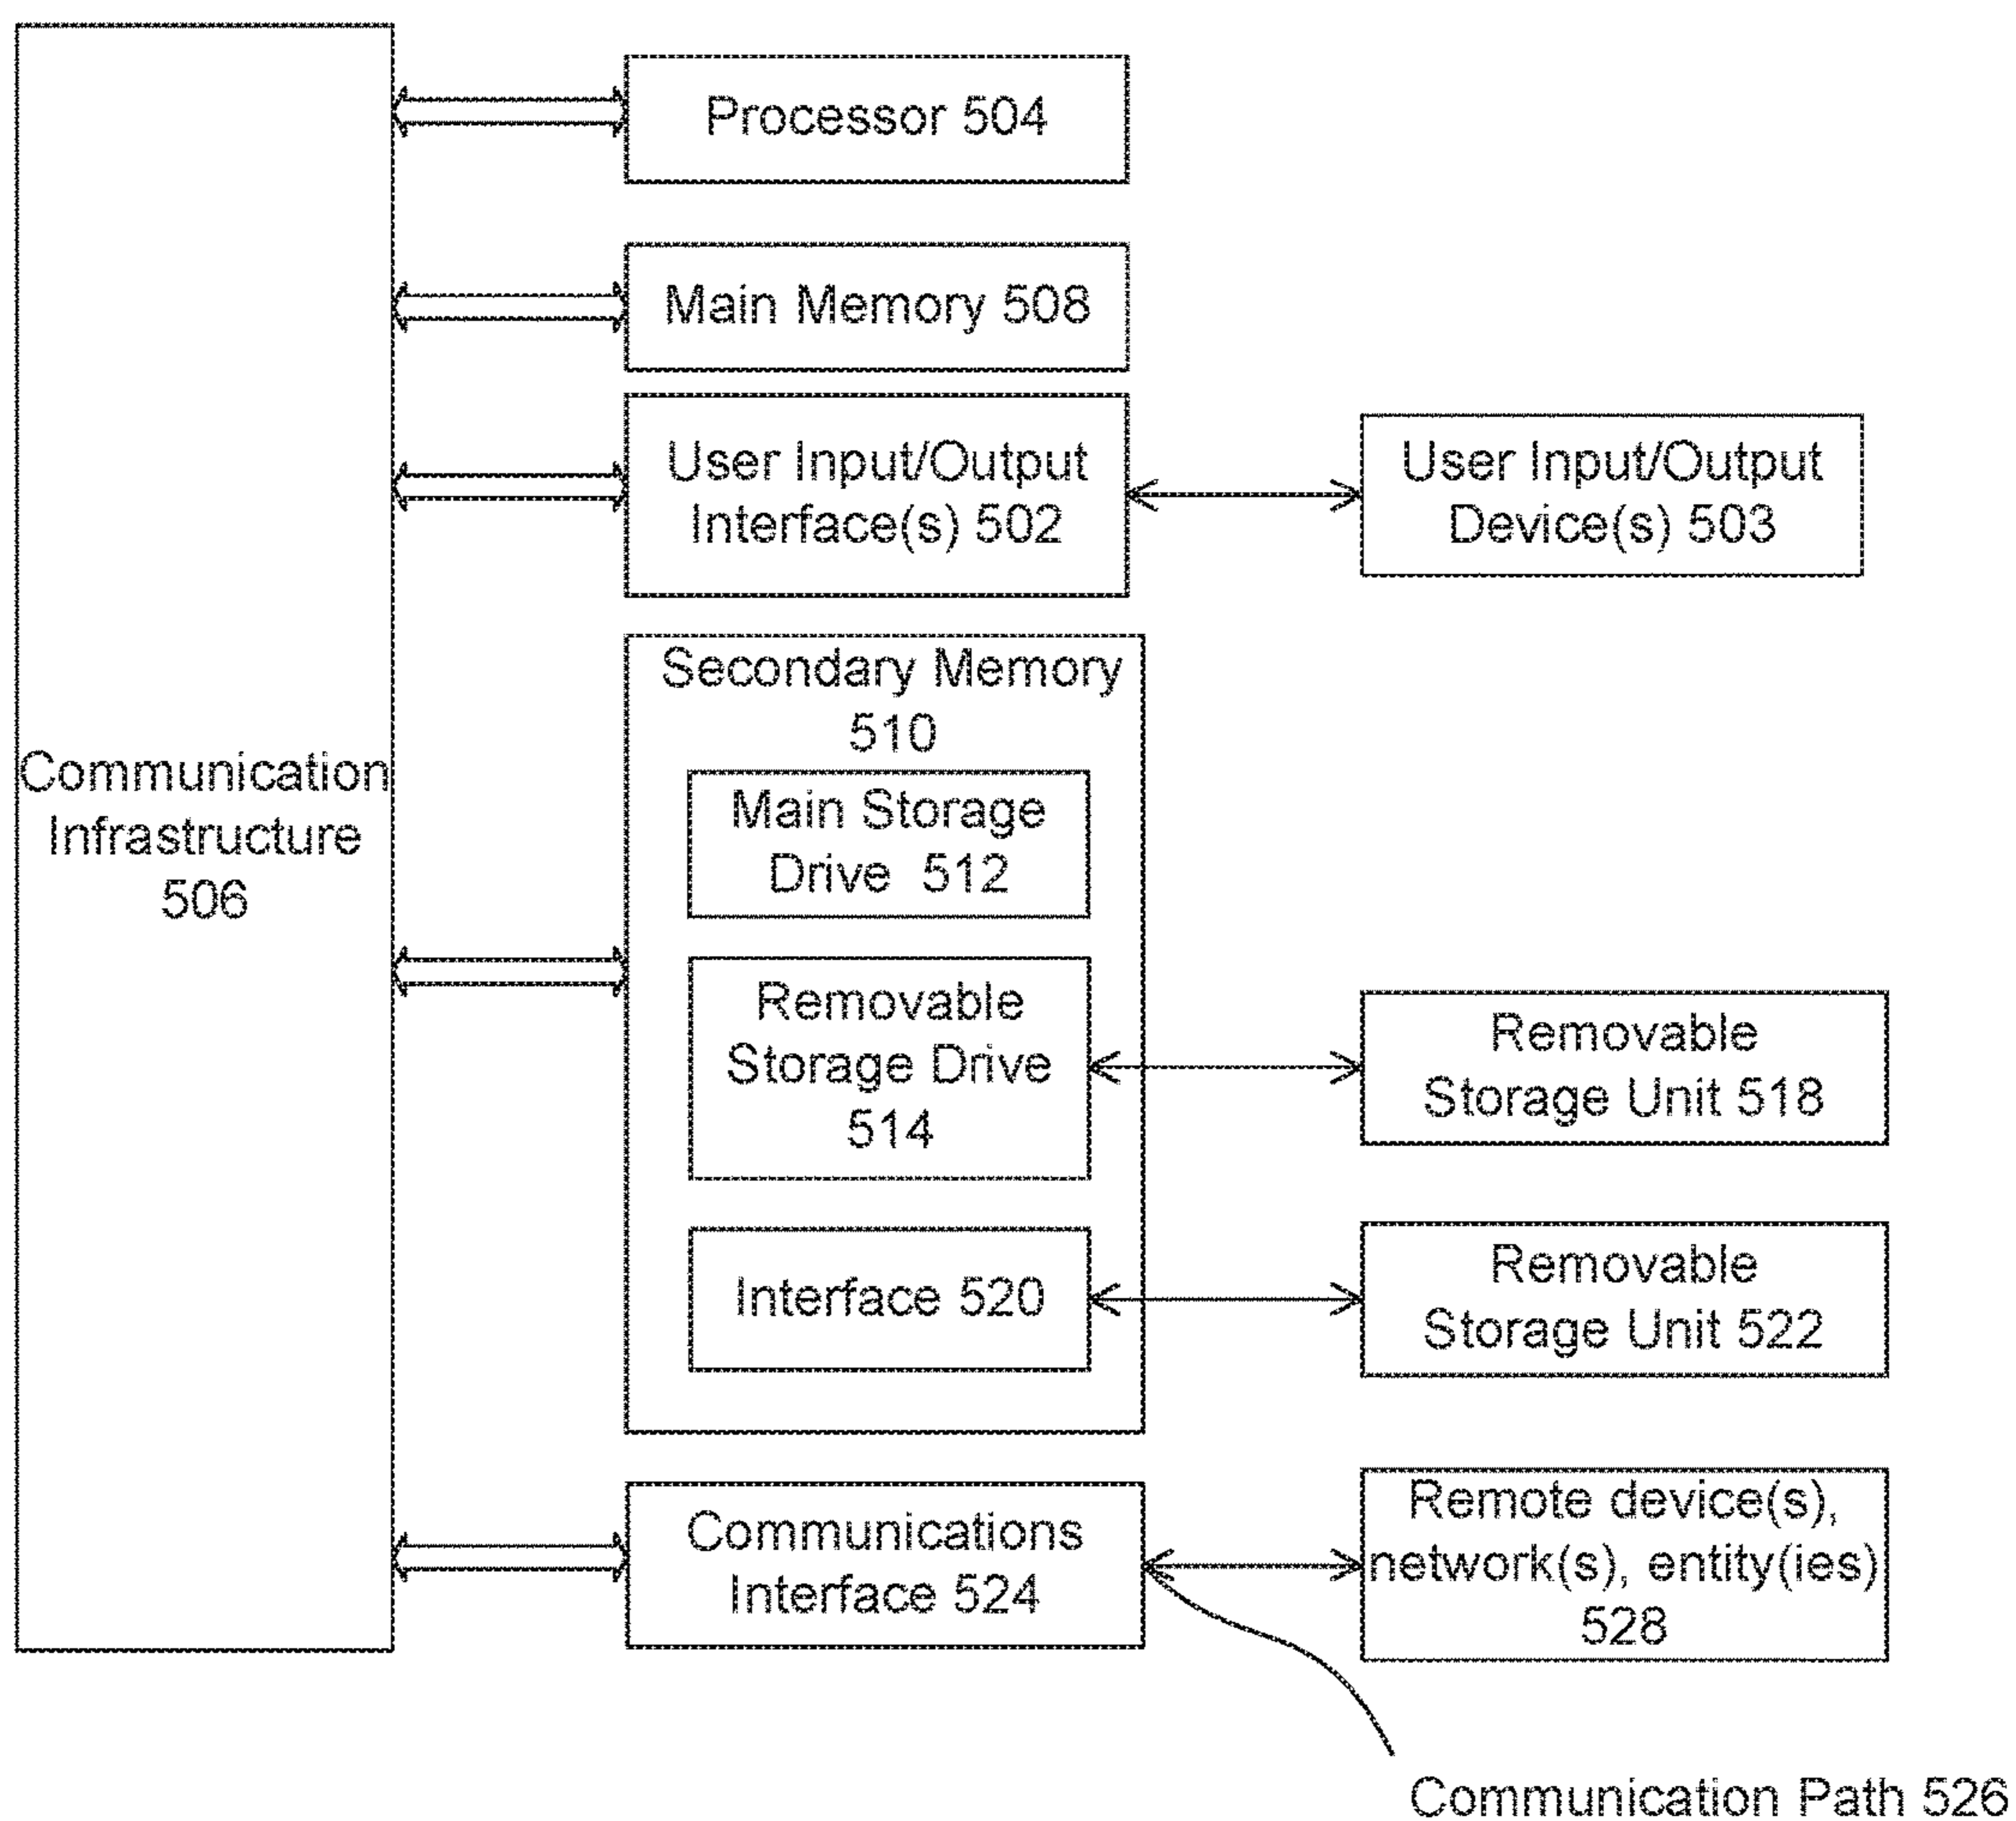 Processor 504
Main Memory 508
User Input/Output
Interface(s) 502
User Input/Output
Device(s) 503
Secondary Memory
510
Communication
Infrastructure
506
Main Storage
Drive 512
Removable
Storage Drive
514
Removable
Storage Unit 518
Interface 520
Removable
Storage Unit 522
Communications
Interface 524
Remote device(s),
network(s), entity(ies)
528
Communication Path 526